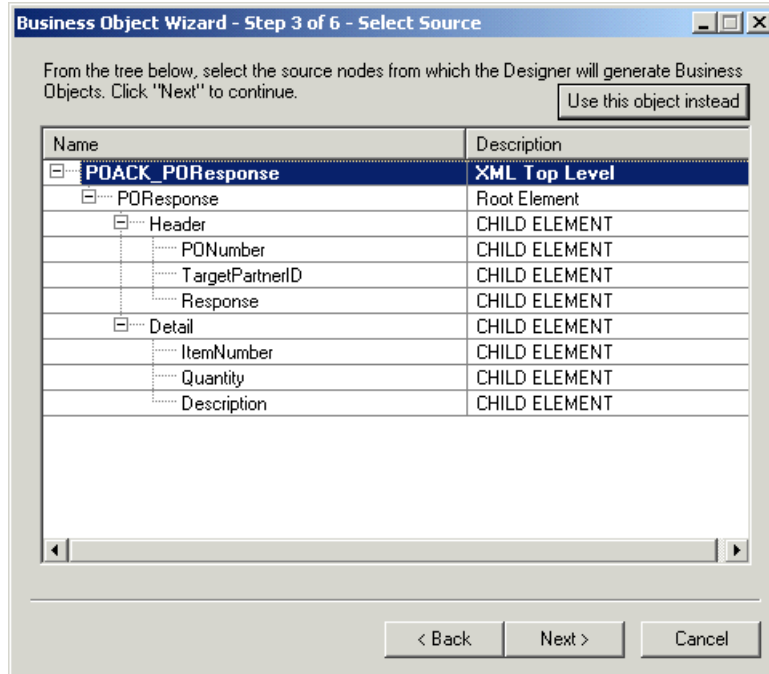 Business Object Wizard - Step 3 of 6 - Select Source
From the tree below, select the source nodes from which the Designer will generate Business
Objects. Click "Next" to continue.
Use this object instead
Name Description
POACK_POResponse XML Top Level
POResponse Root Element
Header CHILD ELEMENT
PONumber CHILD ELEMENT
TargetPartnerID CHILD ELEMENT
Response CHILD ELEMENT
Detail CHILD ELEMENT
ItemNumber CHILD ELEMENT
Quantity CHILD ELEMENT
Description CHILD ELEMENT
< Back Next > Cancel